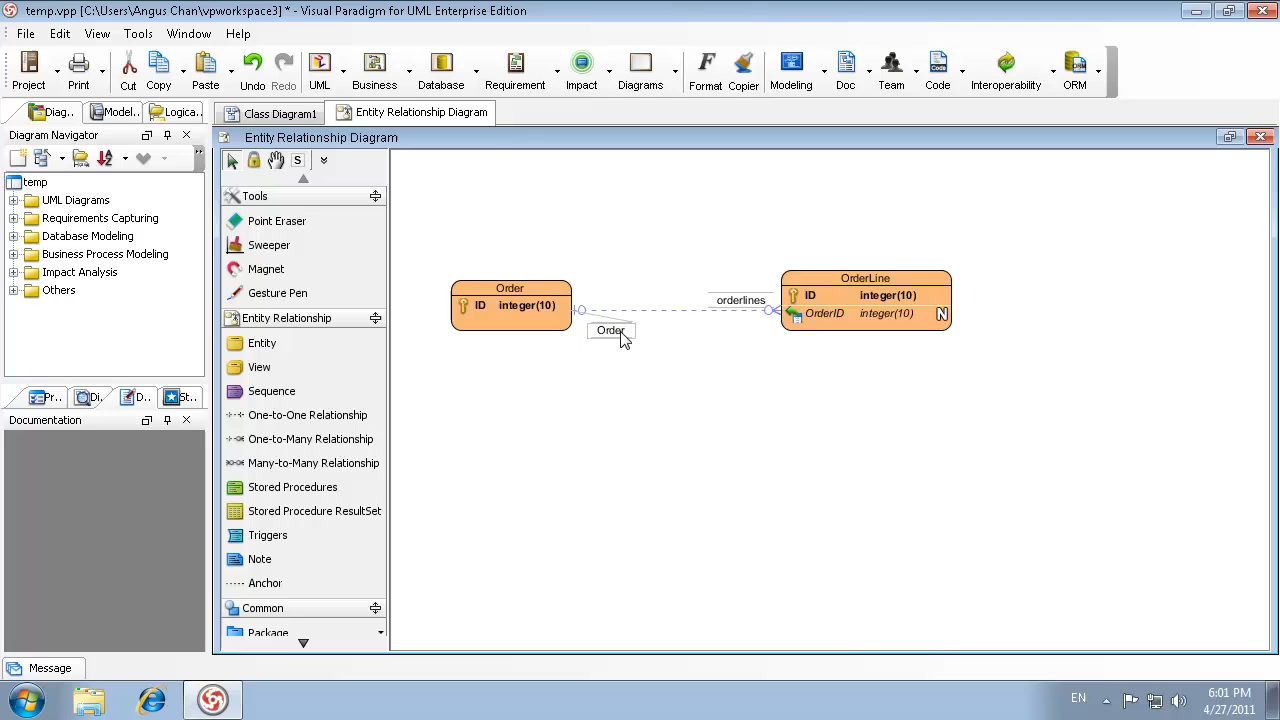 temp.vpp [C:\Users\Angus Chan\vpworkspace3] * - Visual Paradigm for UML Enterprise Edition
File Edit View Tools Window Help
Project Print Cut Copy Paste Undo Redo UML Business Database Requirement Impact Diagrams Format Copier Modeling Doc Team Code Interoperability ORM
Diag.. Model.. Logica.. Class Diagram1 Entity Relationship Diagram
Diagram Navigator
Entity Relationship Diagram
temp
UML Diagrams
Requirements Capturing
Database Modeling
Business Process Modeling
Impact Analysis
Others
Pr.. Di.. D.. St..
Documentation
S
Tools
Point Eraser
Sweeper
Magnet
Gesture Pen
Entity Relationship
Entity
View
Sequence
One-to-One Relationship
One-to-Many Relationship
Many-to-Many Relationship
Stored Procedures
Stored Procedure ResultSet
Triggers
Note
Anchor
Common
Package
Order
ID integer(10)
Order
orderlines
OrderLine
ID integer(10)
OrderID integer(10) N
Message
EN
6:01 PM
4/27/2011